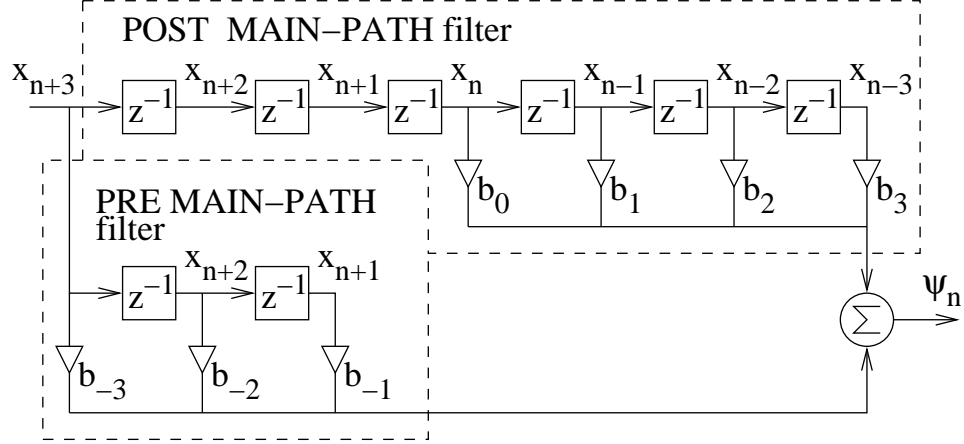 POST MAIN–PATH filter
x_{n+3} x_{n+2} x_{n+1} x_n x_{n−1} x_{n−2} x_{n−3}
z^{−1} z^{−1} z^{−1} z^{−1} z^{−1} z^{−1}
b_0 b_1 b_2 b_3
PRE MAIN–PATH
filter
x_{n+2} x_{n+1}
z^{−1} z^{−1}
Σ ψ_n
b_{−3} b_{−2} b_{−1}